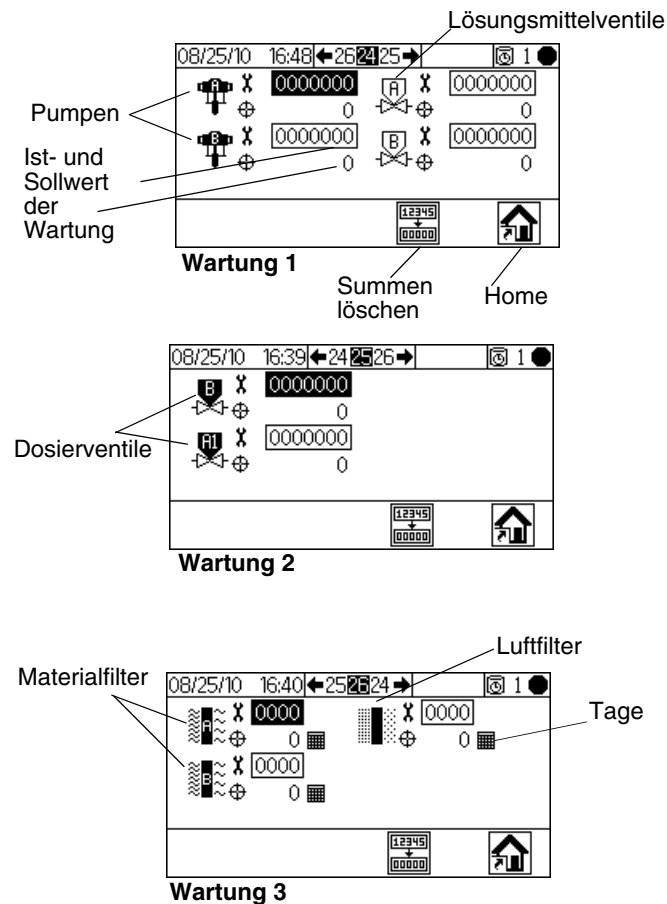 Lösungsmittelventile
08/25/10 16:48 26 24 25 1
Pumpen
A 0000000 A 0000000
0 0
B 0000000 B 0000000
0 0
Ist- und
Sollwert
der
Wartung
12345
00000
Wartung 1
Summen
löschen
Home
08/25/10 16:39 24 25 26 1
Dosierventile
B 0000000
0
A1 0000000
0
12345
00000
Wartung 2
Luftfilter
Materialfilter
08/25/10 16:40 25 26 24 1
Tage
A 0000 0000
0 0
B 0000
0
12345
00000
Wartung 3